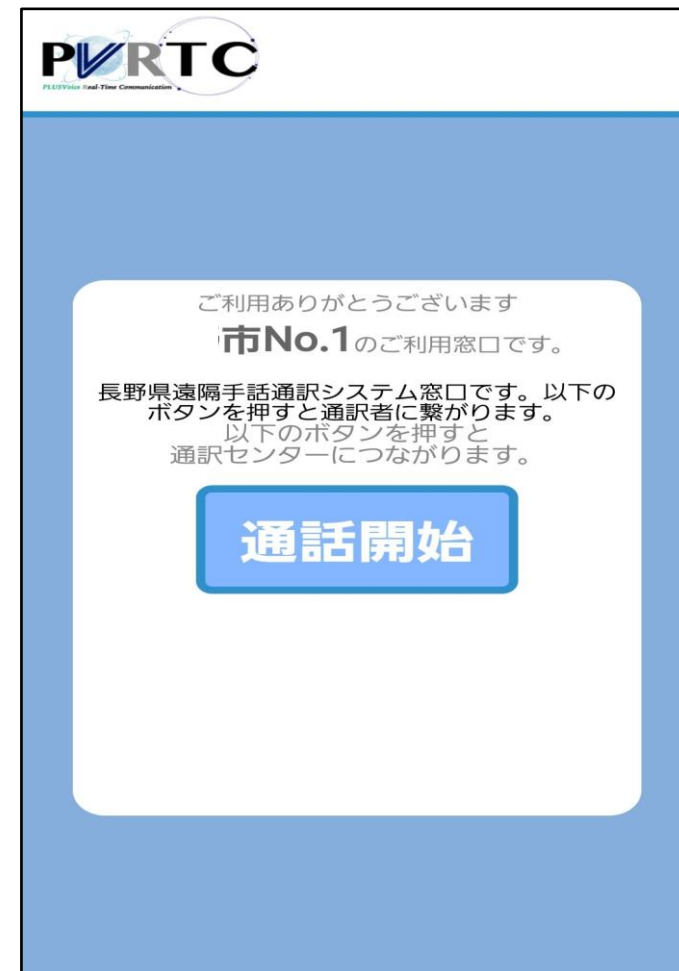 PVRTC
PLUSVoice Real-Time Communication
ご利用ありがとうございます
市No.1のご利用窓口です。
長野県遠隔手話通訳システム窓口です。以下の
ボタンを押すと通訳者に繋がります。
以下のボタンを押すと
通訳センターにつながります。
通話開始